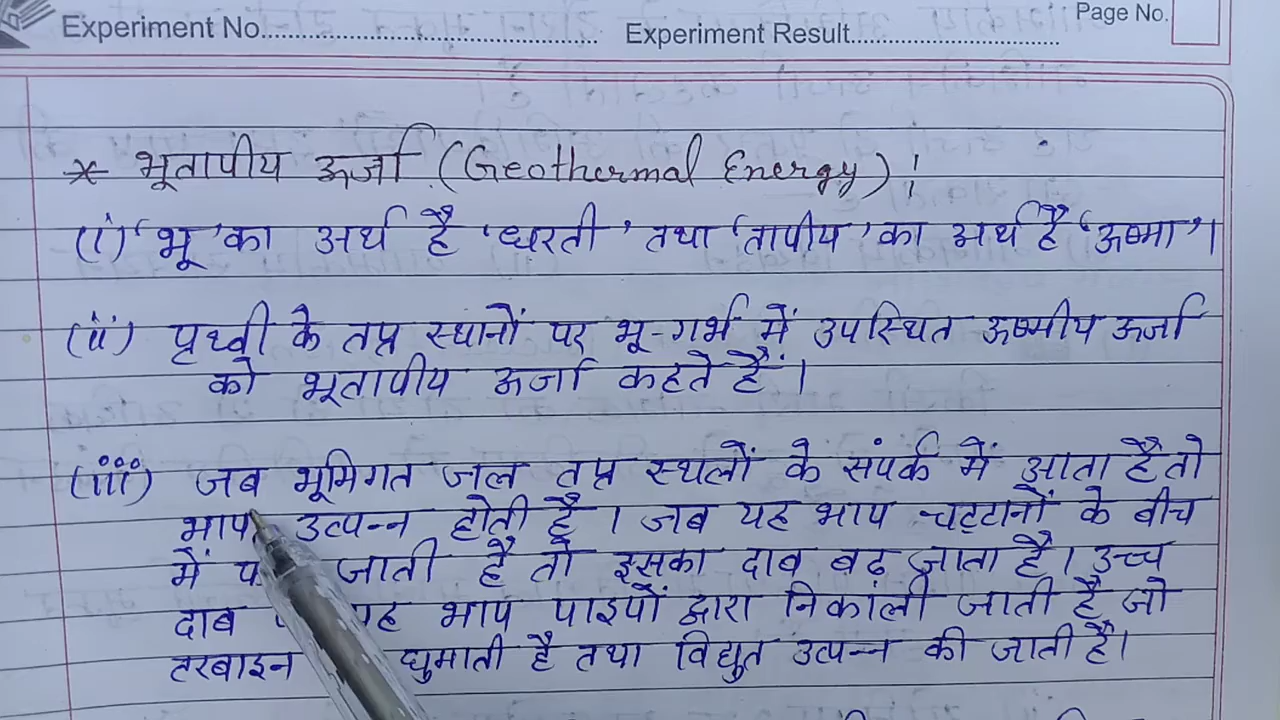 Page No.
Experiment No. Experiment Result
* भूतापीय ऊर्जा (Geothermal Energy) :
(i) 'भू' का अर्थ है 'धरती' तथा 'तापीय' का अर्थ है 'ऊष्मा'।
(ii) पृथ्वी के तप्त स्थानों पर भू-गर्भ में उपस्थित ऊष्मीय ऊर्जा
को भूतापीय ऊर्जा कहते हैं।
(iii) जब भूमिगत जल तप्त स्थलों के संपर्क में आता है तो
भाप उत्पन्न होती है। जब यह भाप चट्टानों के बीच
में जाती है तो इसका दाब बढ़ जाता है। उच्च
दाब भाप पाइपों द्वारा निकाली जाती है जो
टरबाइन घुमाती है तथा विद्युत उत्पन्न की जाती है।